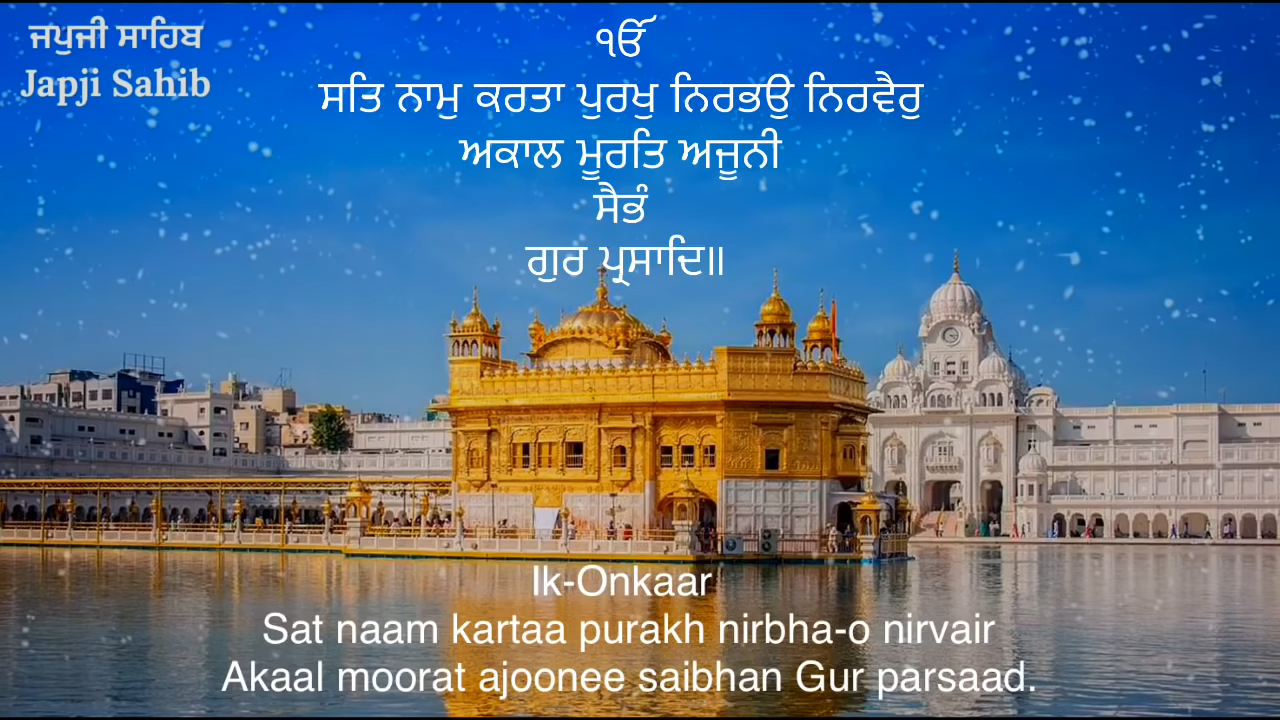 ਜਪੁਜੀ ਸਾਹਿਬ
Japji Sahib
ੴ
ਸਤਿ ਨਾਮੁ ਕਰਤਾ ਪੁਰਖੁ ਨਿਰਭਉ ਨਿਰਵੈਰੁ
ਅਕਾਲ ਮੂਰਤਿ ਅਜੂਨੀ
ਸੈਭੰ
ਗੁਰ ਪ੍ਰਸਾਦਿ॥
Ik-Onkaar
Sat naam kartaa purakh nirbha-o nirvair
Akaal moorat ajoonee saibhan Gur parsaad.